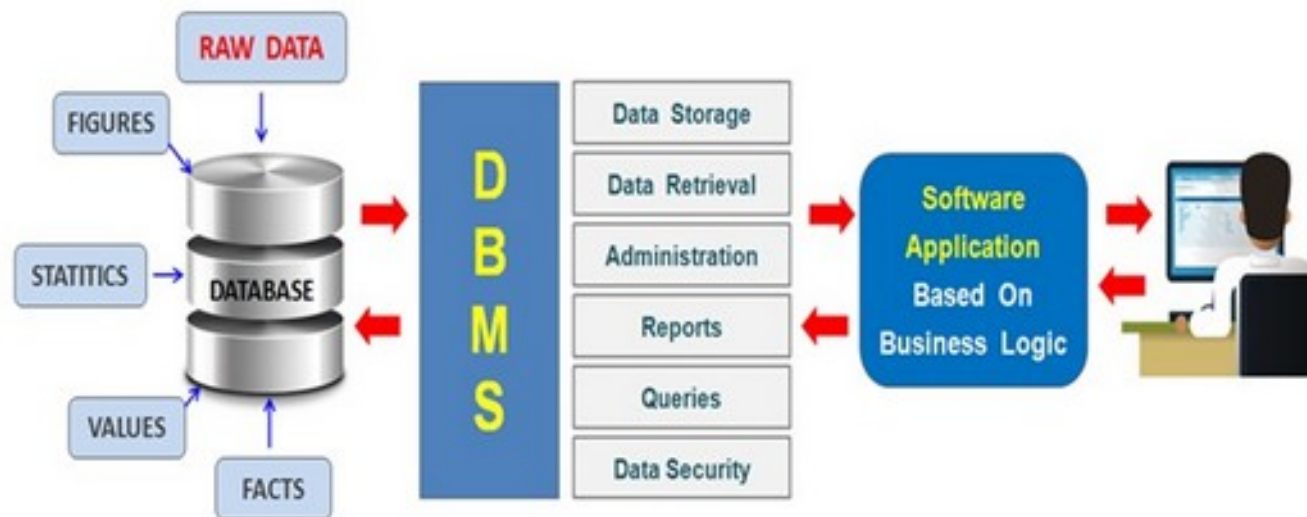 RAW DATA
FIGURES
STATITICS
DATABASE
VALUES
FACTS
D
B
M
S
Data Storage
Data Retrieval
Administration
Reports
Queries
Data Security
Software
Application
Based On
Business Logic